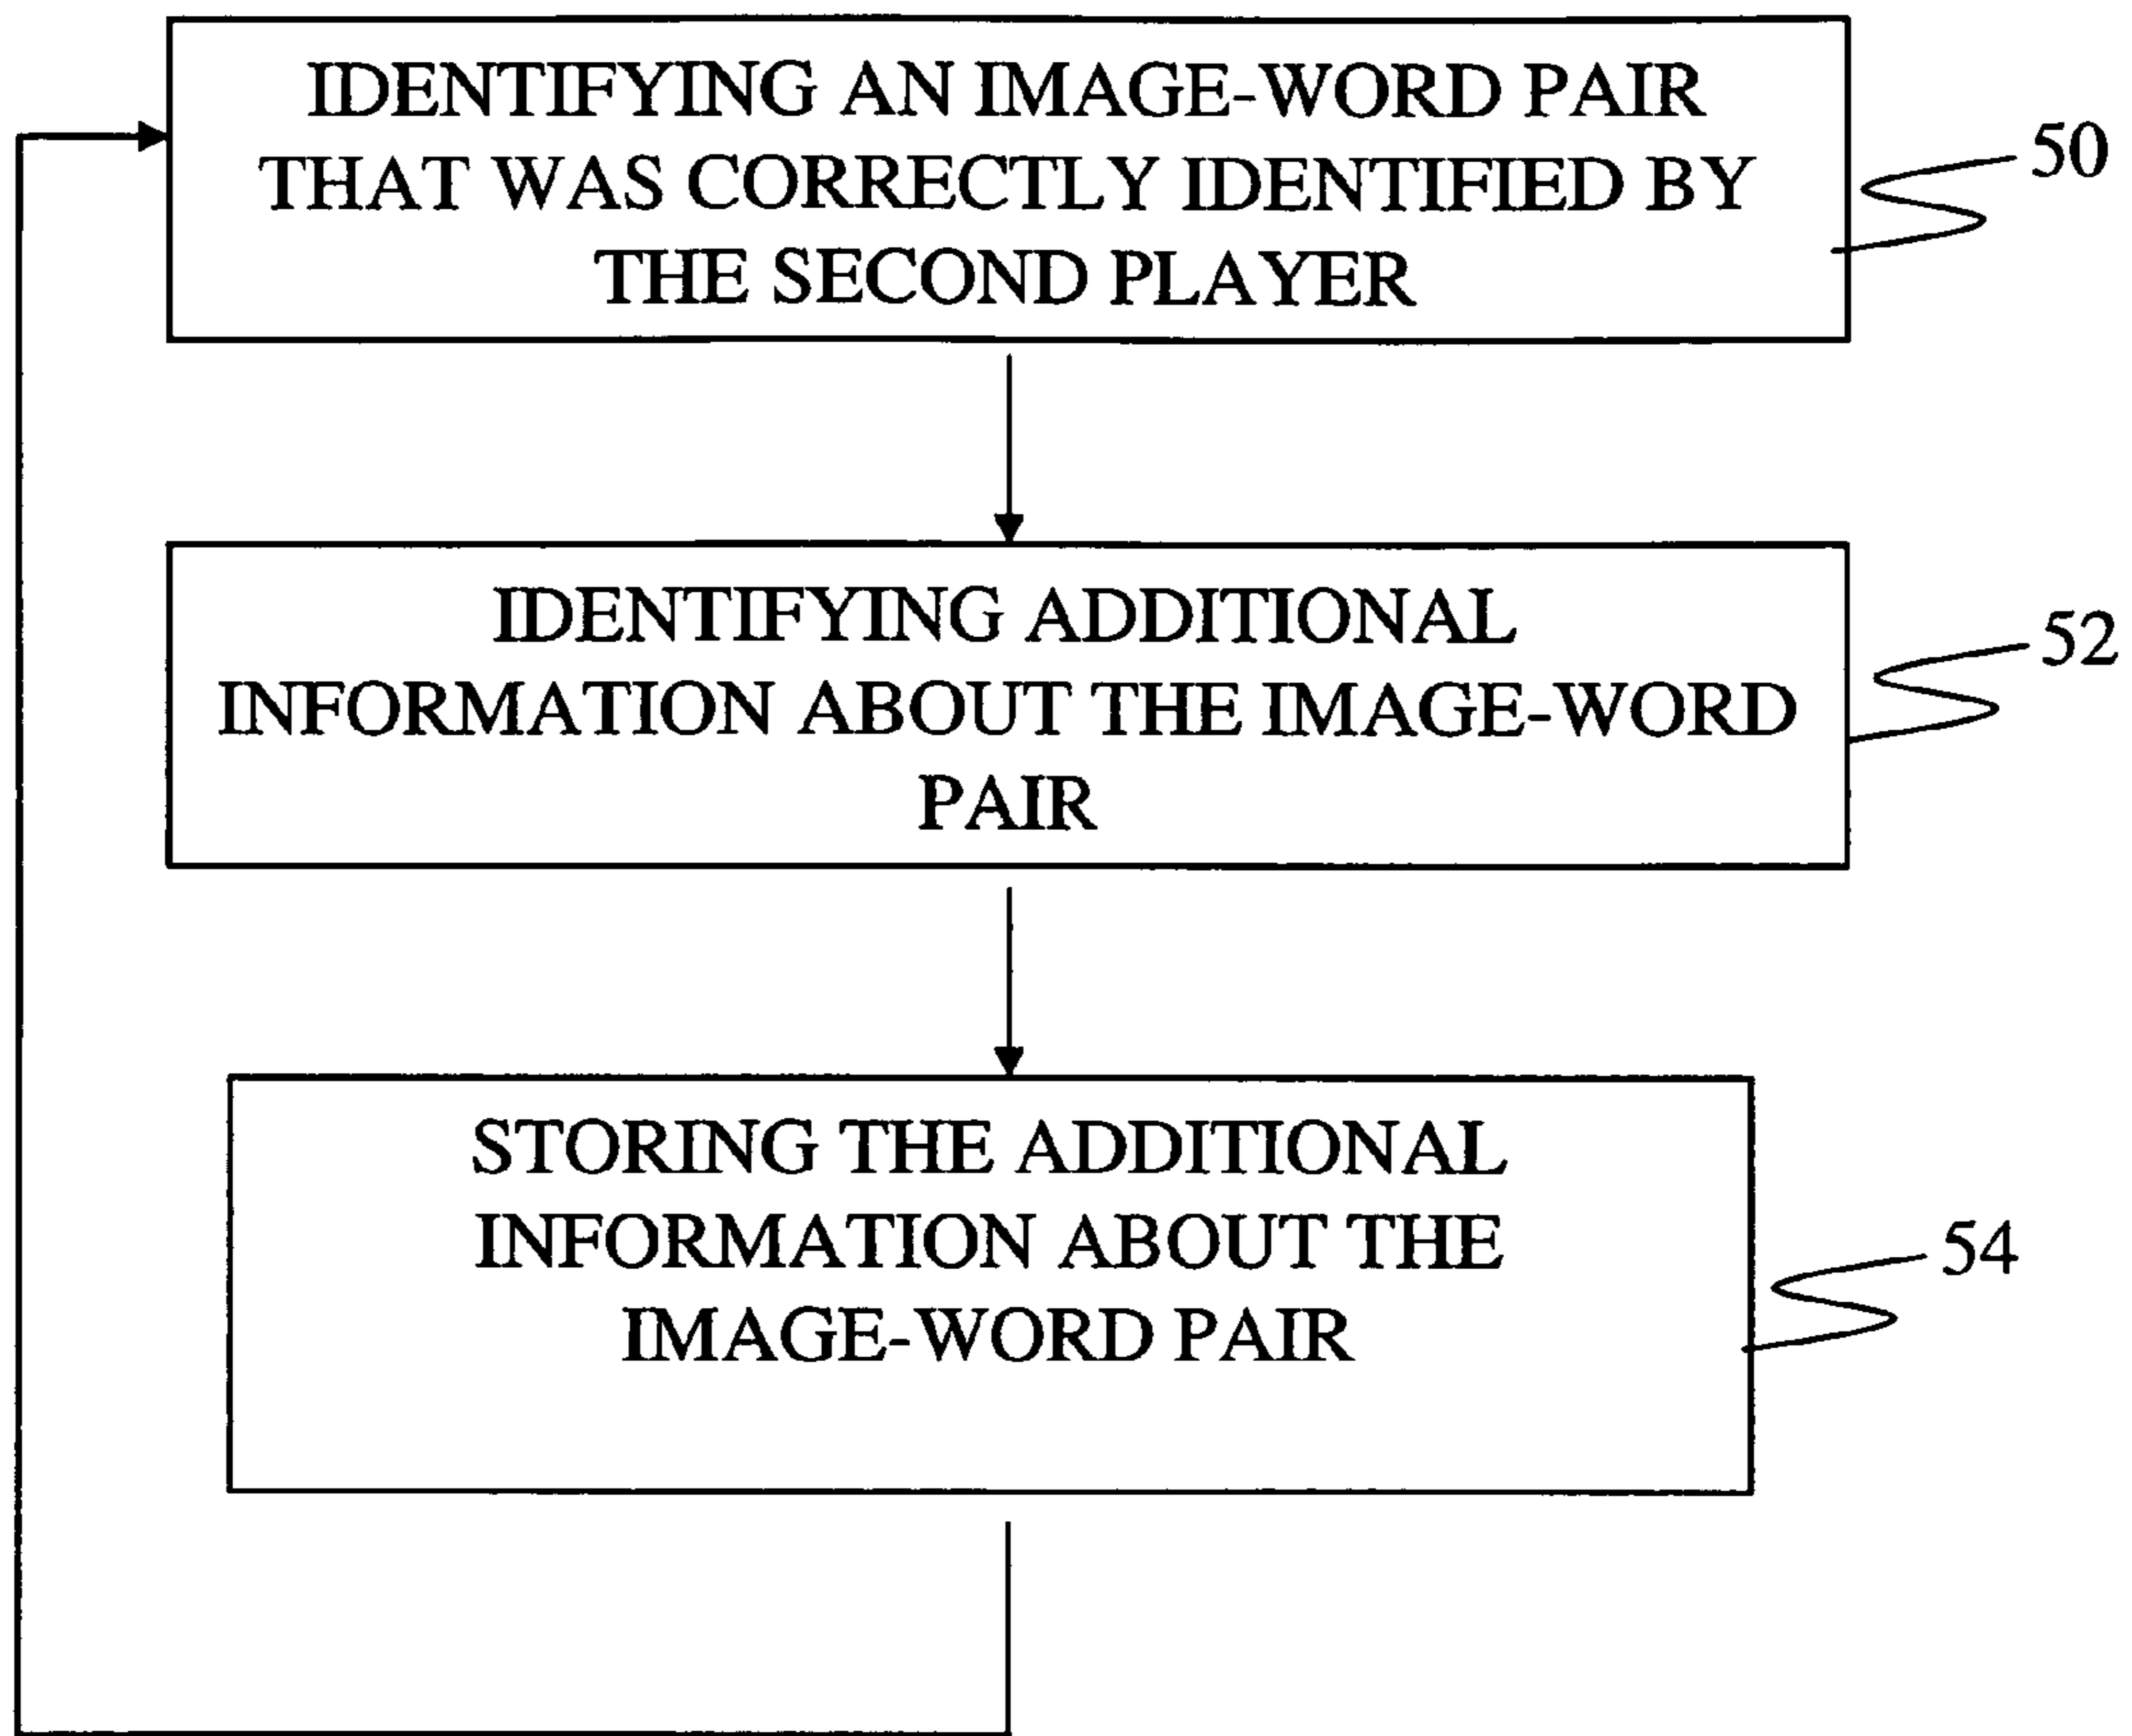 IDENTIFYING AN IMAGE-WORD PAIR
THAT WAS CORRECTLY IDENTIFIED BY
THE SECOND PLAYER
50
IDENTIFYING ADDITIONAL
INFORMATION ABOUT THE IMAGE-WORD
PAIR
52
STORING THE ADDITIONAL
INFORMATION ABOUT THE
IMAGE-WORD PAIR
54